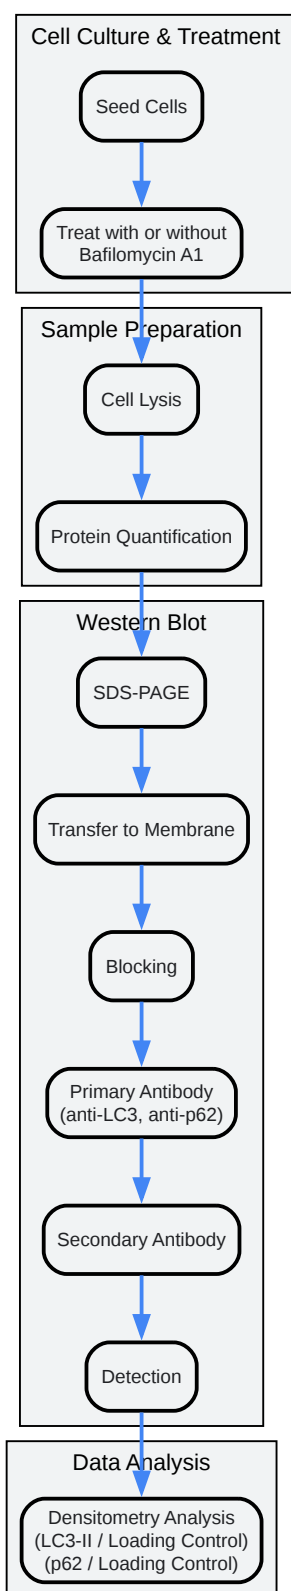 Cell Culture & Treatment
Seed Cells
Treat with or without
Bafilomycin A1
Sample Preparation
Cell Lysis
Protein Quantification
Western Blot
SDS-PAGE
Transfer to Membrane
Blocking
Primary Antibody
(anti-LC3, anti-p62)
Secondary Antibody
Detection
Data Analysis
Densitometry Analysis
(LC3-II / Loading Control)
(p62 / Loading Control)